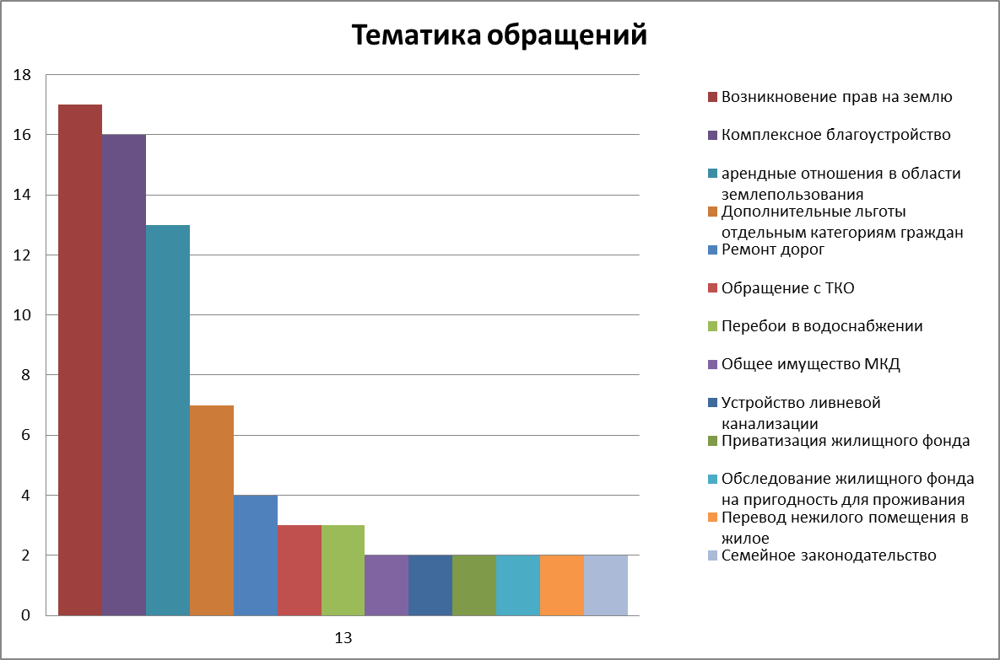 Тематика обращений
18
16
14
12
10
8
6
4
2
0
13
Возникновение прав на землю
Комплексное благоустройство
арендные отношения в области
землепользования
Дополнительные льготы
отдельным категориям граждан
Ремонт дорог
Обращение с ТКО
Перебои в водоснабжении
Общее имущество МКД
Устройство ливневой
канализации
Приватизация жилищного фонда
Обследование жилищного фонда
на пригодность для проживания
Перевод нежилого помещения в
жилое
Семейное законодательство